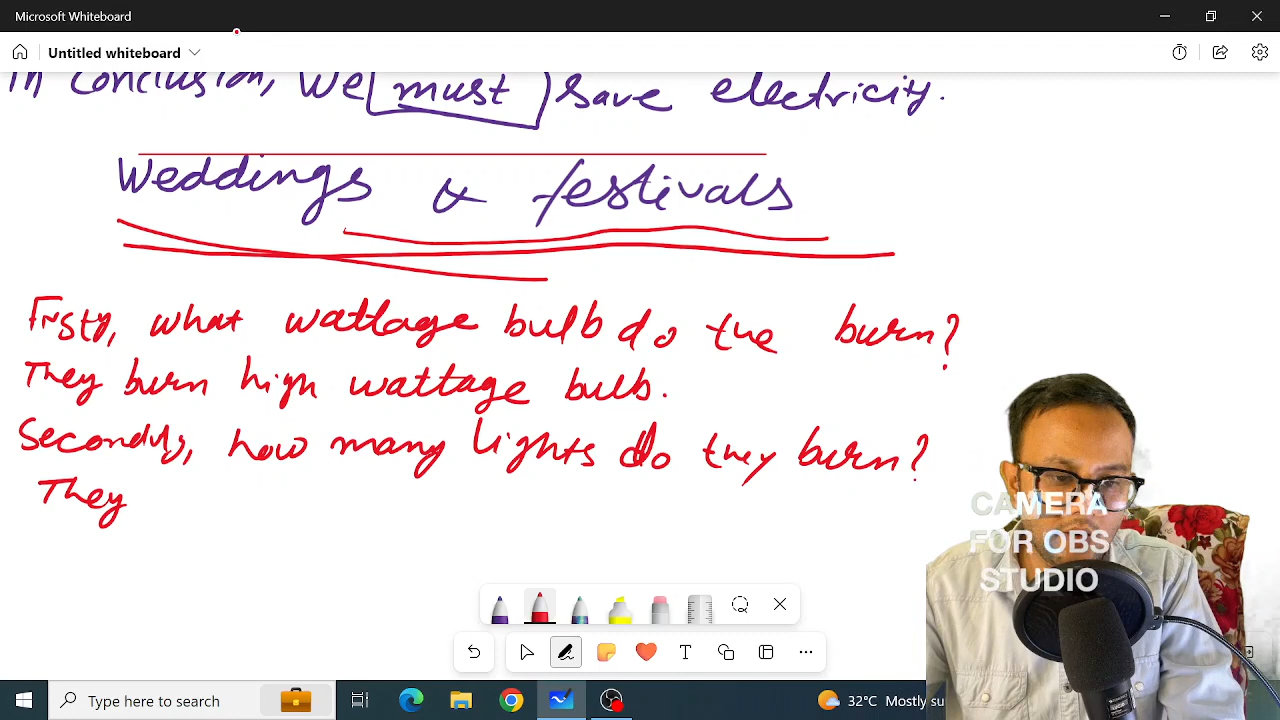 Microsoft Whiteboard
Untitled whiteboard
In conclusion, we must save electricity.
Weddings & festivals
Frsty, what wattage bulb do the burn?
They burn high wattage bulb.
Secondly, how many lights do they burn?
They
CAMERA
FOR OBS
STUDIO
T
Type here to search
32°C Mostly su